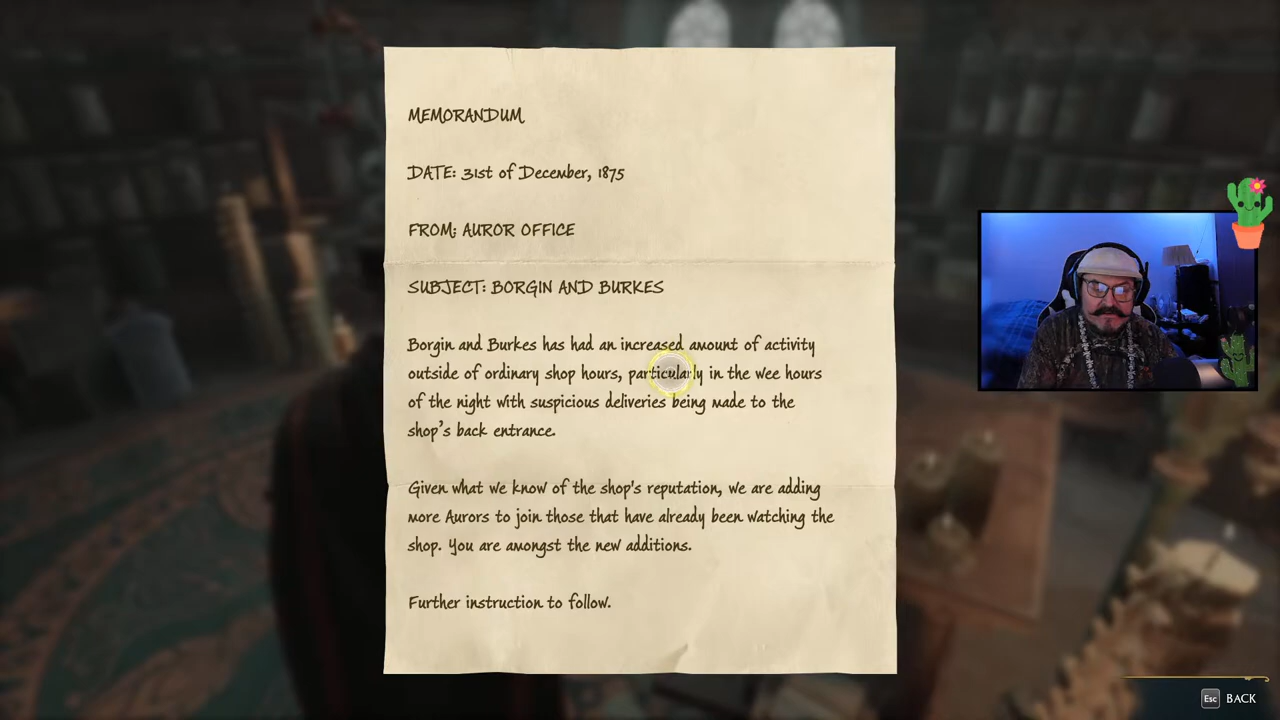 MEMORANDUM
DATE: 31st of December, 1875
FROM: AUROR OFFICE
SUBJECT: BORGIN AND BURKES
Borgin and Burkes has had an increased amount of activity
outside of ordinary shop hours, particularly in the wee hours
of the night with suspicious deliveries being made to the
shop's back entrance.
Given what we know of the shop's reputation, we are adding
more Aurors to join those that have already been watching the
shop. You are amongst the new additions.
Further instruction to follow.
Esc BACK